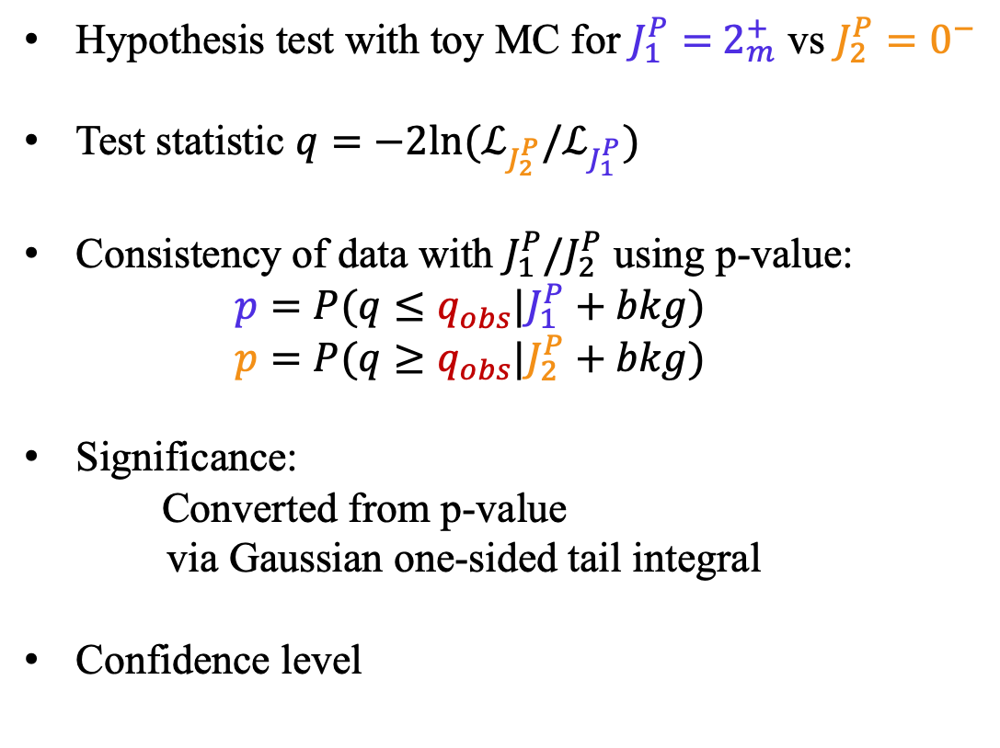 • Hypothesis test with toy MC for $J_1^P = 2_m^+$ vs $J_2^P = 0^-$
• Test statistic $q = -2\ln(\mathcal{L}_{J_2^P}/\mathcal{L}_{J_1^P})$
• Consistency of data with $J_1^P/J_2^P$ using p-value:
$p = P(q \leq q_{obs}|J_1^P + bkg)$
$p = P(q \geq q_{obs}|J_2^P + bkg)$
• Significance:
Converted from p-value
via Gaussian one-sided tail integral
• Confidence level